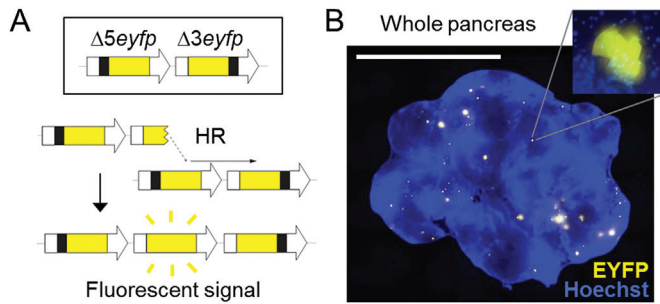 A
Δ5eyfp Δ3eyfp
HR
Fluorescent signal
B
Whole pancreas
EYFP
Hoechst